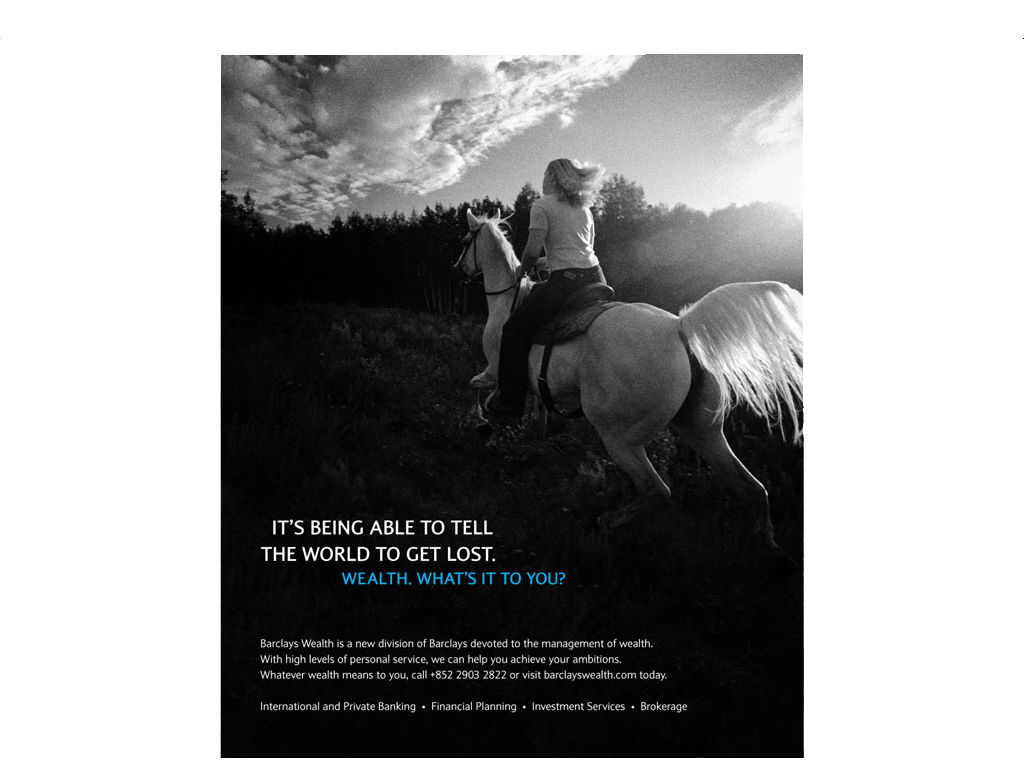 IT'S BEING ABLE TO TELL
THE WORLD TO GET LOST.
WEALTH. WHAT'S IT TO YOU?
Barclays Wealth is a new division of Barclays devoted to the management of wealth.
With high levels of personal service, we can help you achieve your ambitions.
Whatever wealth means to you, call +852 2903 2822 or visit barclayswealth.com today.
International and Private Banking • Financial Planning • Investment Services • Brokerage